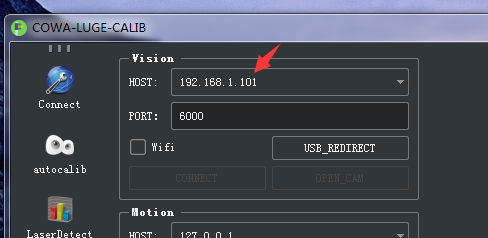 COWA-LUGE-CALIB
Vision
Connect
HOST: 192.168.1.101
PORT: 6000
Wifi USB_REDIRECT
autocalib
CONNECT OPEN_CAM
LaserDetect
Motion
HOST: 127.0.0.1